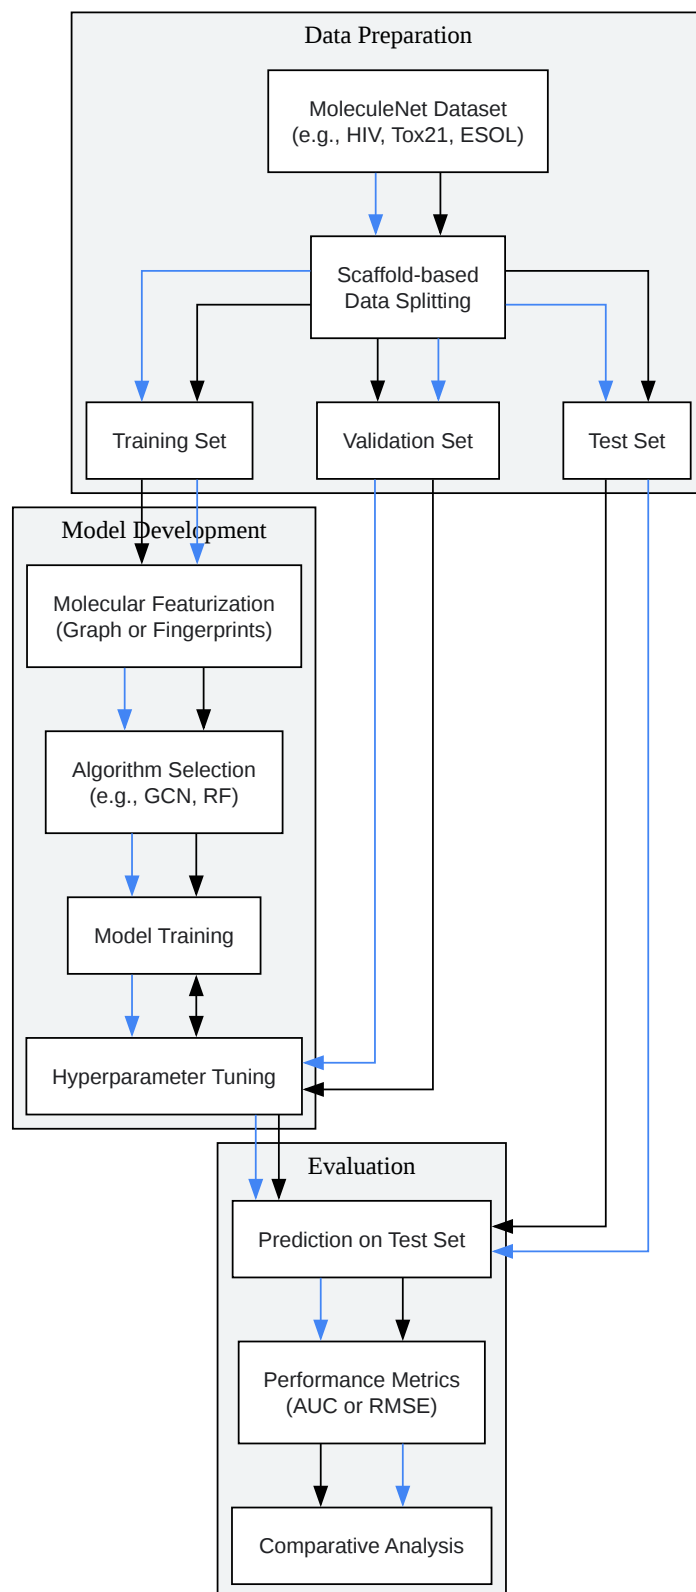 Data Preparation
MoleculeNet Dataset
(e.g., HIV, Tox21, ESOL)
Scaffold-based
Data Splitting
Training Set
Validation Set
Test Set
Model Development
Molecular Featurization
(Graph or Fingerprints)
Algorithm Selection
(e.g., GCN, RF)
Model Training
Hyperparameter Tuning
Evaluation
Prediction on Test Set
Performance Metrics
(AUC or RMSE)
Comparative Analysis